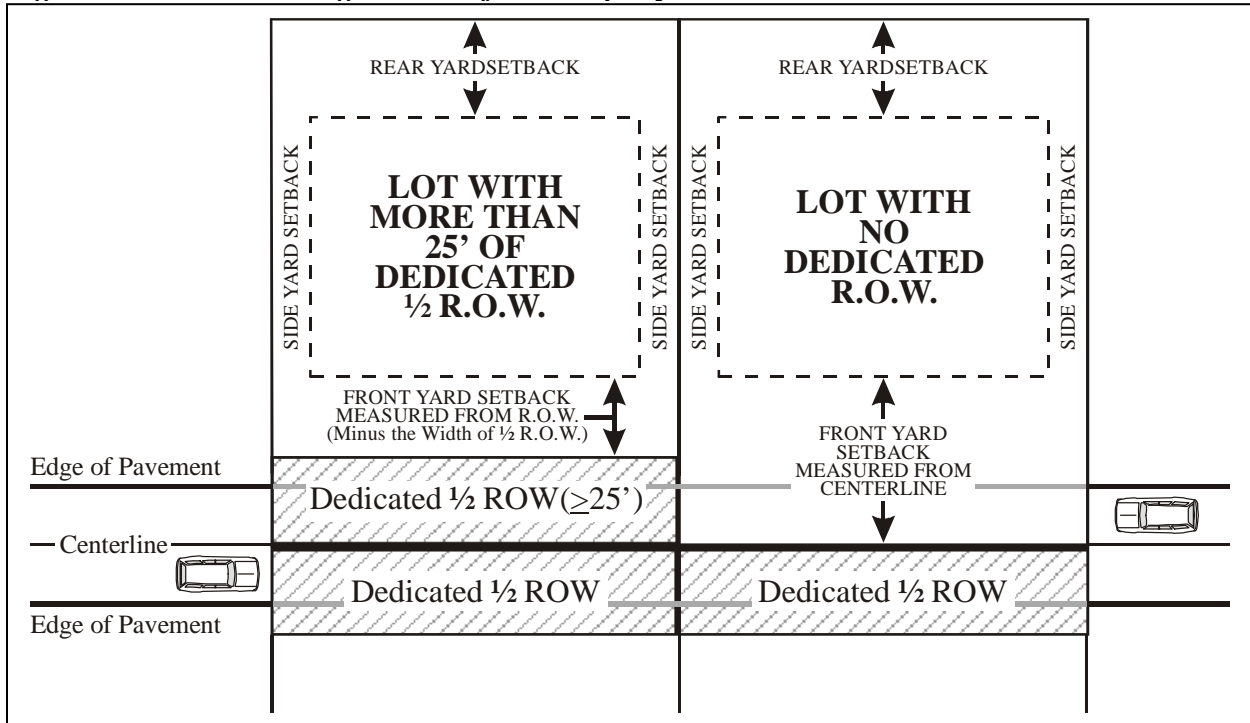 REAR YARDSETBACK
SIDE YARD SETBACK
LOT WITH
MORE THAN
25’ OF
DEDICATED
½ R.O.W.
SIDE YARD SETBACK
FRONT YARD SETBACK
MEASURED FROM R.O.W.
(Minus the Width of ½ R.O.W.)
REAR YARDSETBACK
SIDE YARD SETBACK
LOT WITH
NO
DEDICATED
R.O.W.
SIDE YARD SETBACK
FRONT YARD
SETBACK
MEASURED FROM
CENTERLINE
Edge of Pavement
Dedicated ½ ROW(≥25’)
Centerline
Dedicated ½ ROW
Dedicated ½ ROW
Edge of Pavement